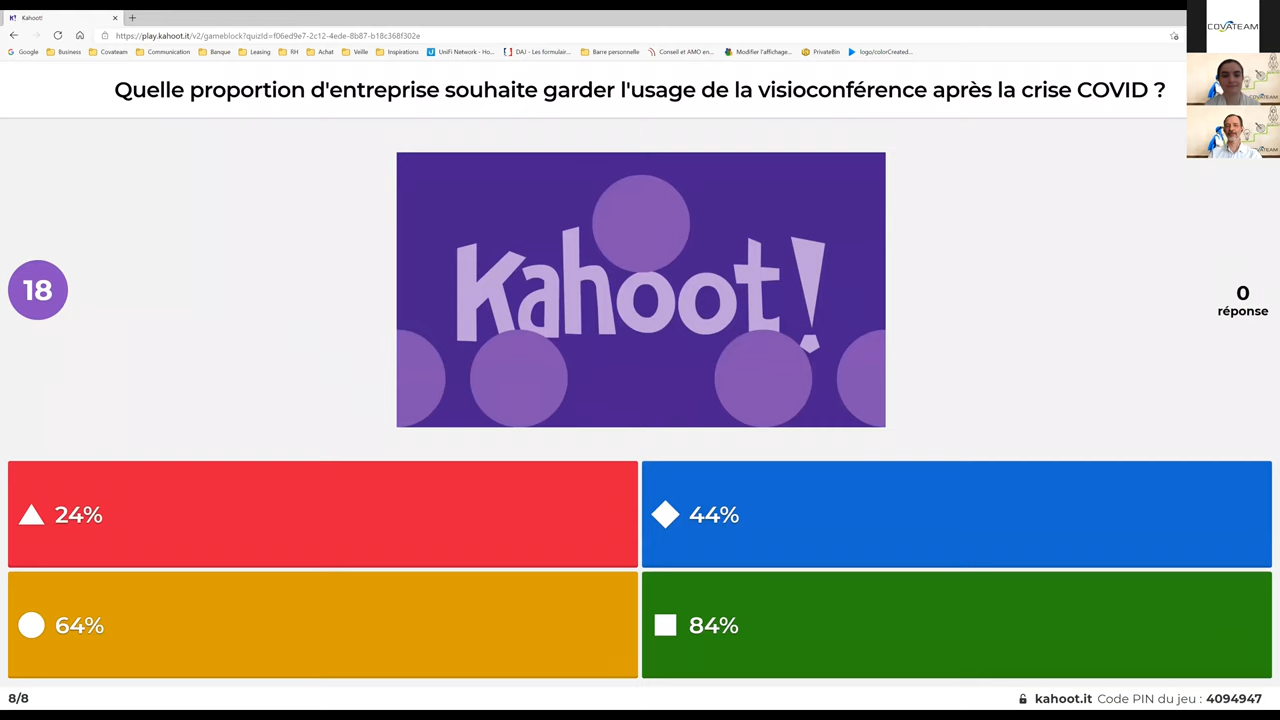 K! Kahoot!
https://play.kahoot.it/v2/gameblock?quizId=f06ed9e7-2c12-4ede-8b87-b18c368f302e
Google Business Covateam Communication Banque Leasing RH Achat Veille Inspirations UniFi Network - Ho... DAJ - Les formulair... Barre personnelle Conseil et AMO en... Modifier l'affichage... PrivateBin logo/colorCreated...
COVATEAM
COVATEAM
COVATEAM
Quelle proportion d'entreprise souhaite garder l'usage de la visioconférence après la crise COVID ?
Kahoot!
18
0
réponse
24%
44%
64%
84%
8/8
kahoot.it Code PIN du jeu : 4094947